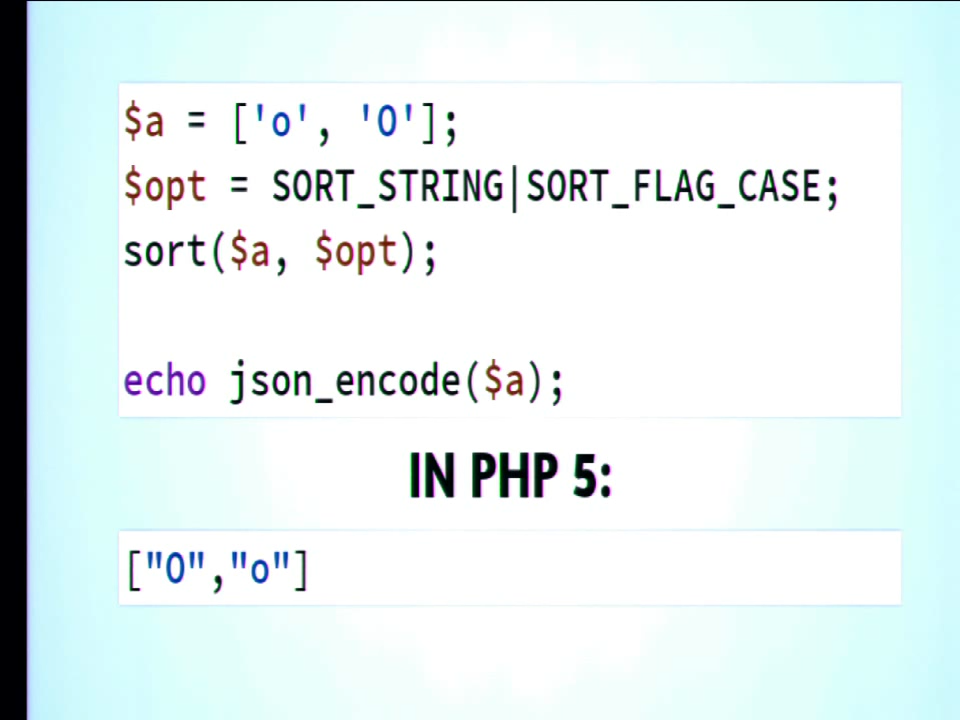 $a = ['o', 'O'];
$opt = SORT_STRING|SORT_FLAG_CASE;
sort($a, $opt);
echo json_encode($a);
IN PHP 5:
["O","o"]